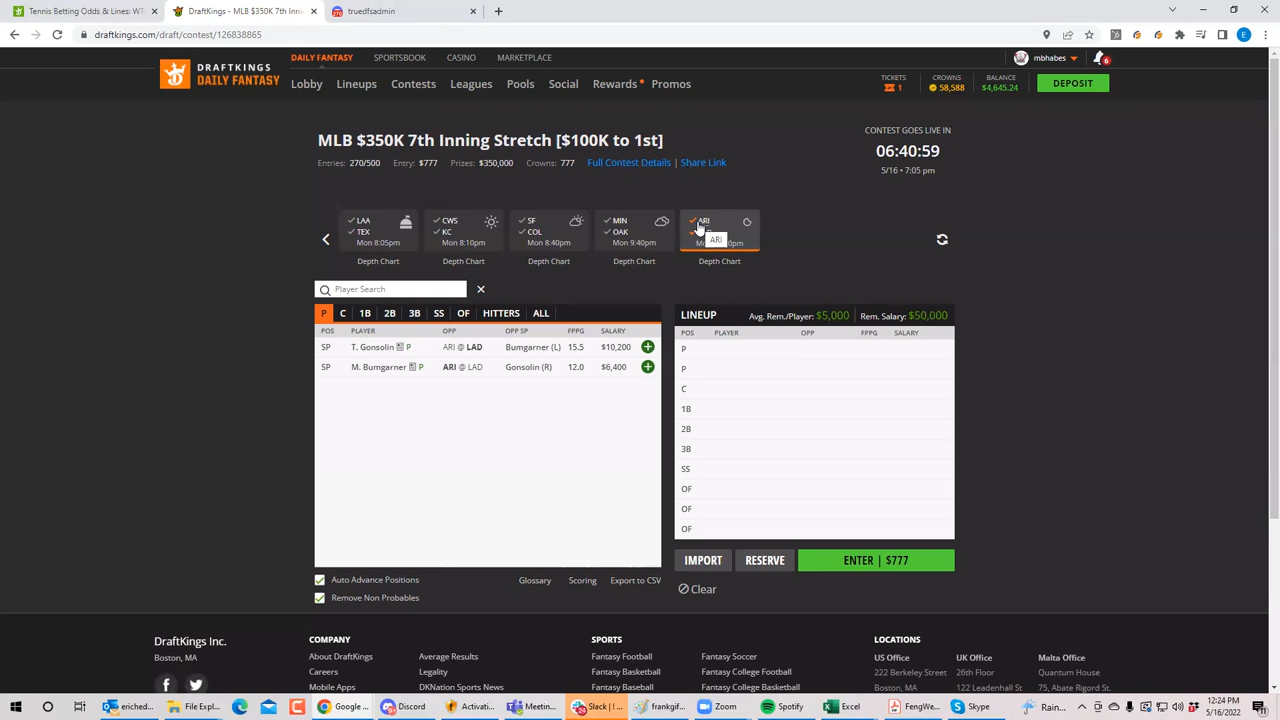 Tennis Betting Odds & Lines: WT
DraftKings - MLB $350K 7th Inning
truedfsadmin
draftkings.com/draft/contest/126838865
E
DRAFTKINGS
DAILY FANTASY
DAILY FANTASY SPORTSBOOK CASINO MARKETPLACE
mbhabes
6
Lobby Lineups Contests Leagues Pools Social Rewards Promos
TICKETS
1
CROWNS
58,588
BALANCE
$4,645.24
DEPOSIT
MLB $350K 7th Inning Stretch [$100K to 1st]
Entries: 270/500 Entry: $777 Prizes: $350,000 Crowns: 777 Full Contest Details | Share Link
CONTEST GOES LIVE IN
06:40:59
5/16 • 7:05 pm
LAA
TEX
Mon 8:05pm
Depth Chart
CWS
KC
Mon 8:10pm
Depth Chart
SF
COL
Mon 8:40pm
Depth Chart
MIN
OAK
Mon 9:40pm
Depth Chart
ARI
ARI
Depth Chart
Player Search
P C 1B 2B 3B SS OF HITTERS ALL
POS PLAYER OPP OPP SP FPPG SALARY
SP T. Gonsolin P ARI @ LAD Bumgarner (L) 15.5 $10,200
SP M. Bumgarner P ARI @ LAD Gonsolin (R) 12.0 $6,400
LINEUP Avg. Rem./Player: $5,000 Rem. Salary: $50,000
POS PLAYER OPP FPPG SALARY
P
P
C
1B
2B
3B
SS
OF
OF
OF
IMPORT RESERVE ENTER | $777
Clear
Auto Advance Positions
Remove Non Probables
Glossary Scoring Export to CSV
DraftKings Inc.
Boston, MA
COMPANY
About DraftKings
Careers
Mobile Apps
Average Results
Legality
DKNation Sports News
SPORTS
Fantasy Football
Fantasy Basketball
Fantasy Baseball
Fantasy Soccer
Fantasy College Football
Fantasy College Basketball
LOCATIONS
US Office
222 Berkeley Street
Boston, MA
UK Office
26th Floor
122 Leadenhall St
Malta Office
Quantum House
75, Abate Rigord St.
eriched... File Expl... Google ... Discord Activati... Meetin... Slack | ! ... frankgif... Zoom Spotify Excel FengWe... Skype Rain...
12:24 PM
5/16/2022